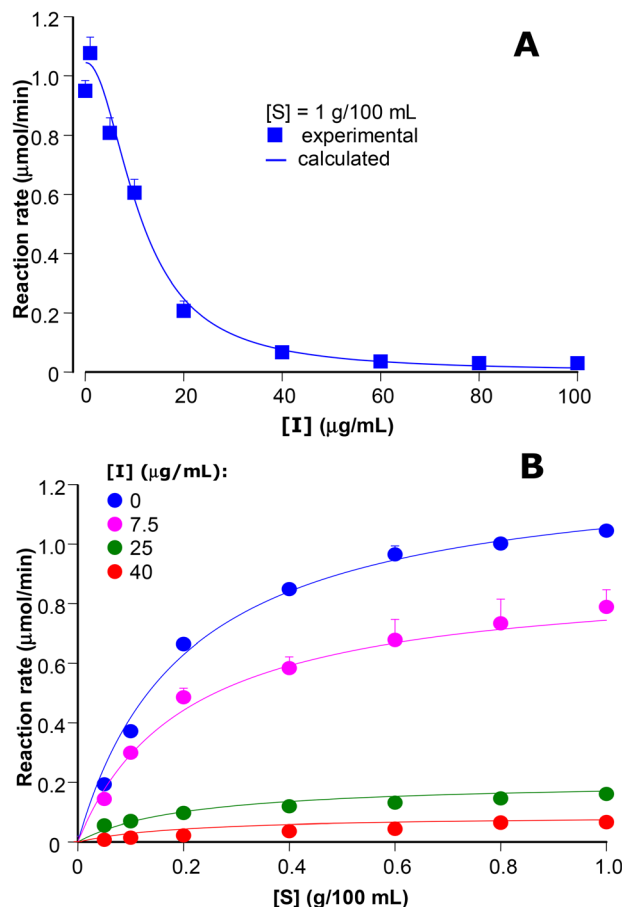 A
1.2
1.0
0.8
0.6
0.4
0.2
0
Reaction rate (μmol/min)
[S] = 1 g/100 mL
experimental
calculated
0 20 40 60 80 100
[I] (μg/mL)
B
[I] (μg/mL):
0
7.5
25
40
1.2
1.0
0.8
0.6
0.4
0.2
0
Reaction rate (μmol/min)
0 0.2 0.4 0.6 0.8 1.0
[S] (g/100 mL)